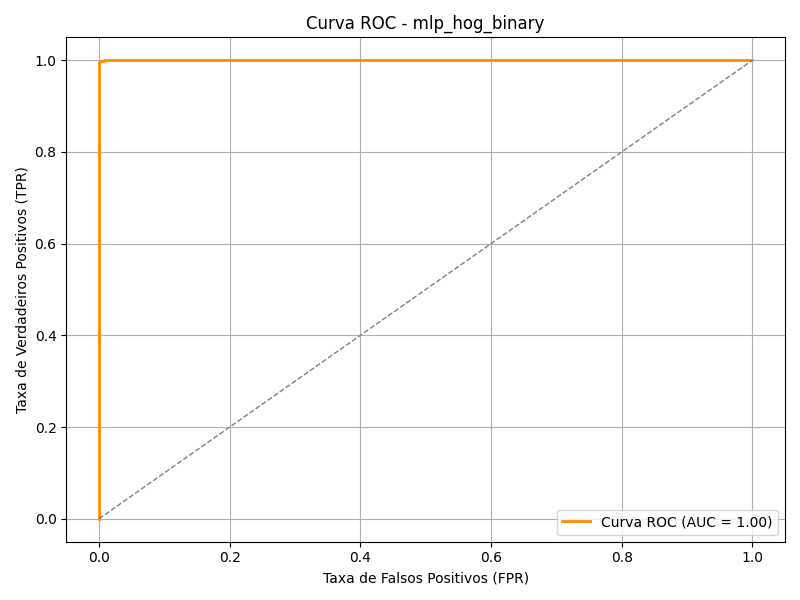 Curva ROC - mlp_hog_binary
Taxa de Verdadeiros Positivos (TPR)
1.0
0.8
0.6
0.4
0.2
0.0
0.0 0.2 0.4 0.6 0.8 1.0
Taxa de Falsos Positivos (FPR)
Curva ROC (AUC = 1.00)